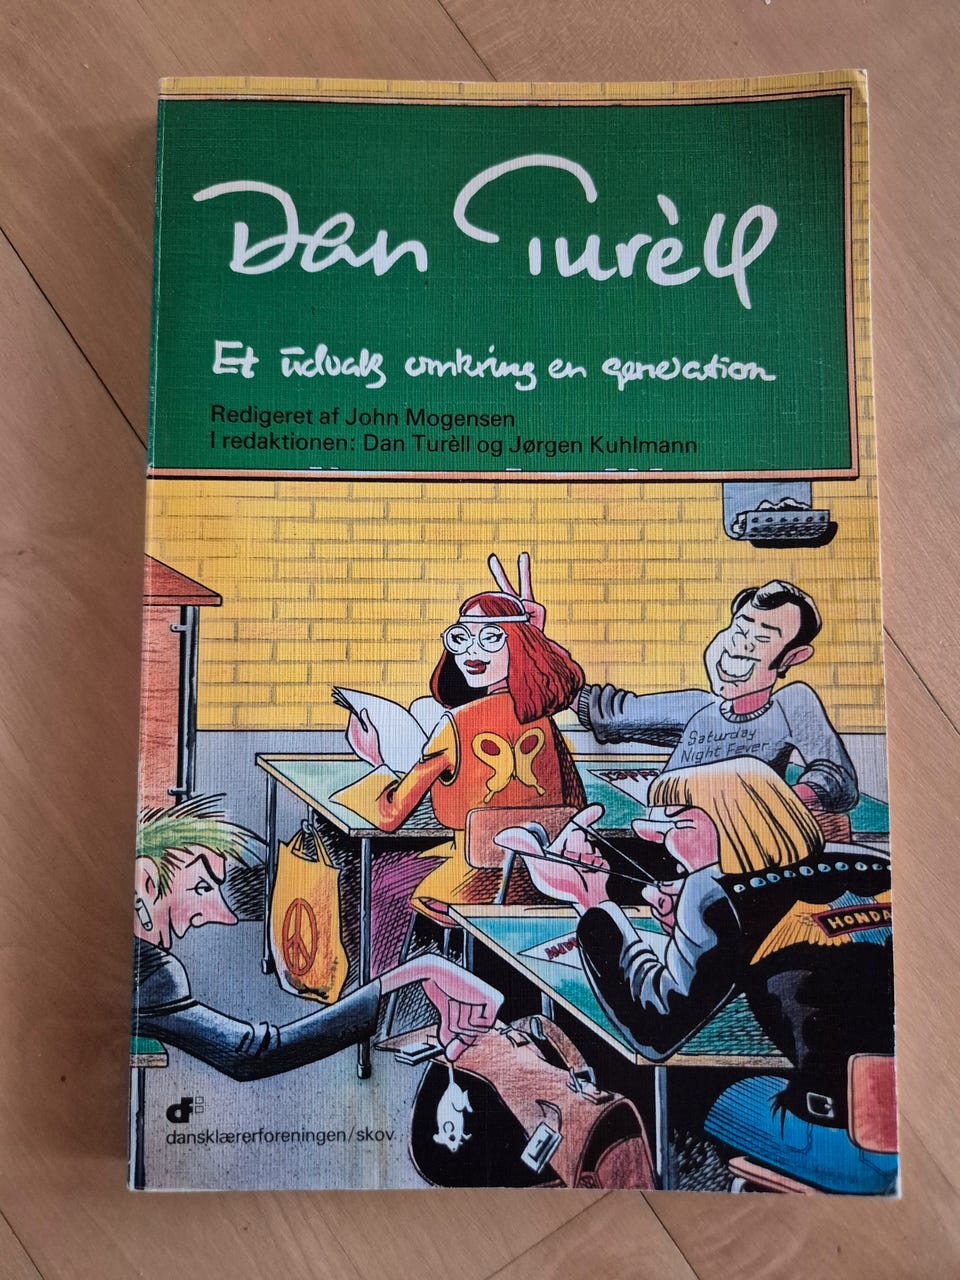 Dan Turèll
Et udvalg omkring en generation
Redigeret af John Mogensen
I redaktionen: Dan Turèll og Jørgen Kuhlmann
Saturday
Night Fever
HONDA
df
dansklærerforeningen/skov